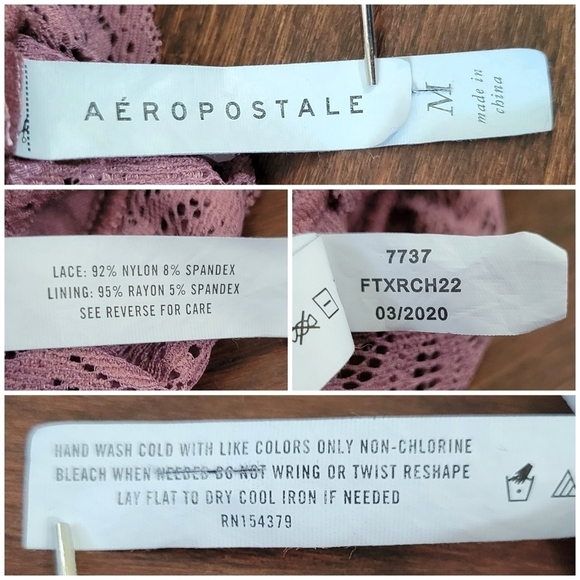 AÉROPOSTALE
M
made in
china
LACE: 92% NYLON 8% SPANDEX
LINING: 95% RAYON 5% SPANDEX
SEE REVERSE FOR CARE
7737
FTXRCH22
03/2020
HAND WASH COLD WITH LIKE COLORS ONLY NON-CHLORINE
BLEACH WHEN NEEDED DO NOT WRING OR TWIST RESHAPE
LAY FLAT TO DRY COOL IRON IF NEEDED
RN154379